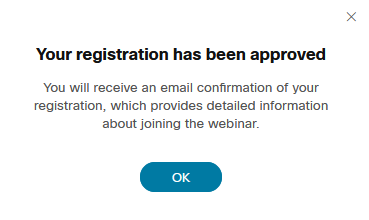 Your registration has been approved
You will receive an email confirmation of your
registration, which provides detailed information
about joining the webinar.
OK